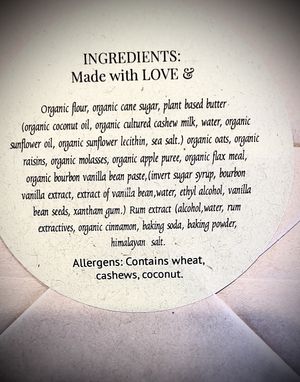 INGREDIENTS:
Made with LOVE &
Organic flour, organic cane sugar, plant based butter
(organic coconut oil, organic cultured cashew milk, water, organic
sunflower oil, organic sunflower lecithin, sea salt.) organic oats, organic
raisins, organic molasses, organic apple puree, organic flax meal,
organic bourbon vanilla bean paste,(invert sugar syrup, bourbon
vanilla extract, extract of vanilla bean,water, ethyl alcohol, vanilla
bean seeds, xantham gum.) Rum extract (alcohol,water, rum
extractives, organic cinnamon, baking soda, baking powder,
himalayan salt.
Allergens: Contains wheat,
cashews, coconut.